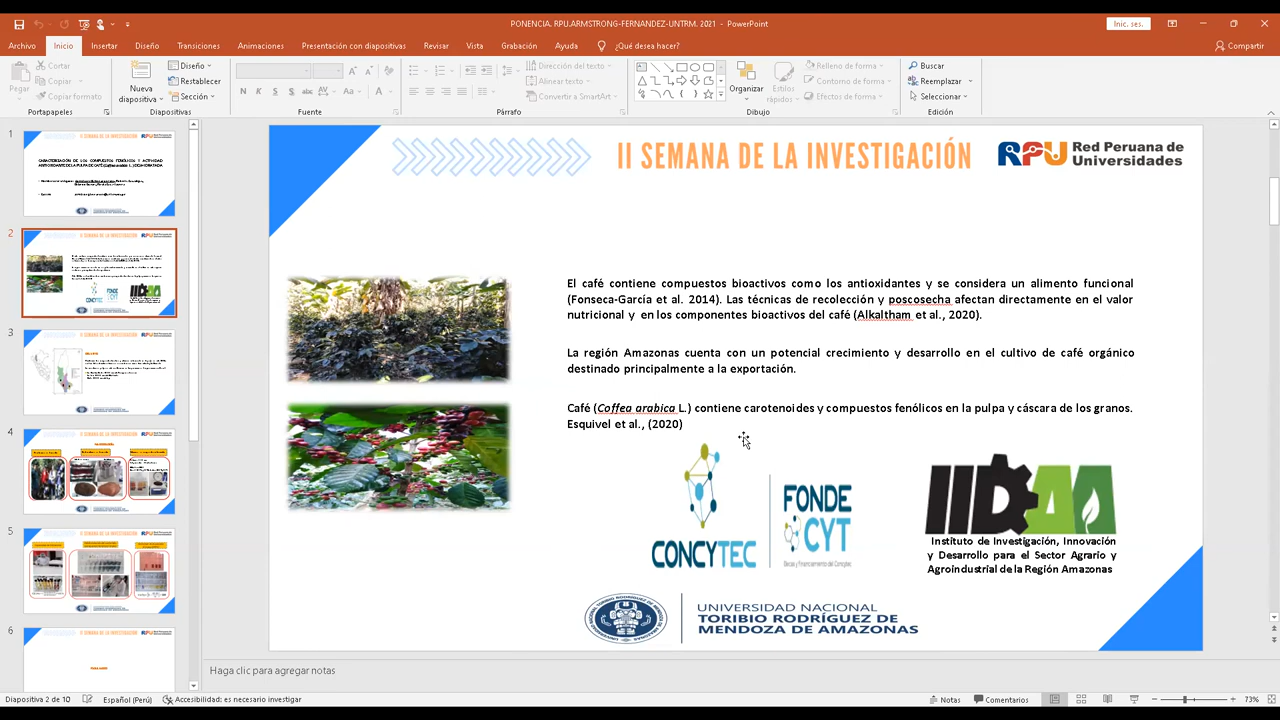 PONENCIA. RPU.ARMSTRONG-FERNANDEZ-UNTRM. 2021 - PowerPoint
Inic. ses.
Archivo Inicio Insertar Diseño Transiciones Animaciones Presentación con diapositivas Revisar Vista Grabación Ayuda ¿Qué desea hacer? Compartir
Pegar
Cortar
Copiar
Copiar formato
Portapapeles
Nueva diapositiva
Diseño
Restablecer
Sección
Diapositivas
N K S S
Fuente
Dirección del texto
Alinear texto
Convertir a SmartArt
Párrafo
Organizar
Estilos rápidos
Relleno de forma
Contorno de forma
Efectos de forma
Dibujo
Buscar
Reemplazar
Seleccionar
Edición
1
2
3
4
5
6
II SEMANA DE LA INVESTIGACIÓN
RPU Red Peruana de
Universidades
El café contiene compuestos bioactivos como los antioxidantes y se considera un alimento funcional
(Fonseca-García et al. 2014). Las técnicas de recolección y poscosecha afectan directamente en el valor
nutricional y en los componentes bioactivos del café (Alkaltham et al., 2020).
La región Amazonas cuenta con un potencial crecimiento y desarrollo en el cultivo de café orgánico
destinado principalmente a la exportación.
Café (Coffea arabica L.) contiene carotenoides y compuestos fenólicos en la pulpa y cáscara de los granos.
Esquivel et al., (2020)
CONCYTEC
FONDE
CYT
IIDAA
Instituto de Investigación, Innovación
y Desarrollo para el Sector Agrario y
Agroindustrial de la Región Amazonas
UNIVERSIDAD NACIONAL
TORIBIO RODRÍGUEZ DE
MENDOZA DE AMAZONAS
Haga clic para agregar notas
Diapositiva 2 de 10 Español (Perú) Accesibilidad: es necesario investigar Notas Comentarios 73%